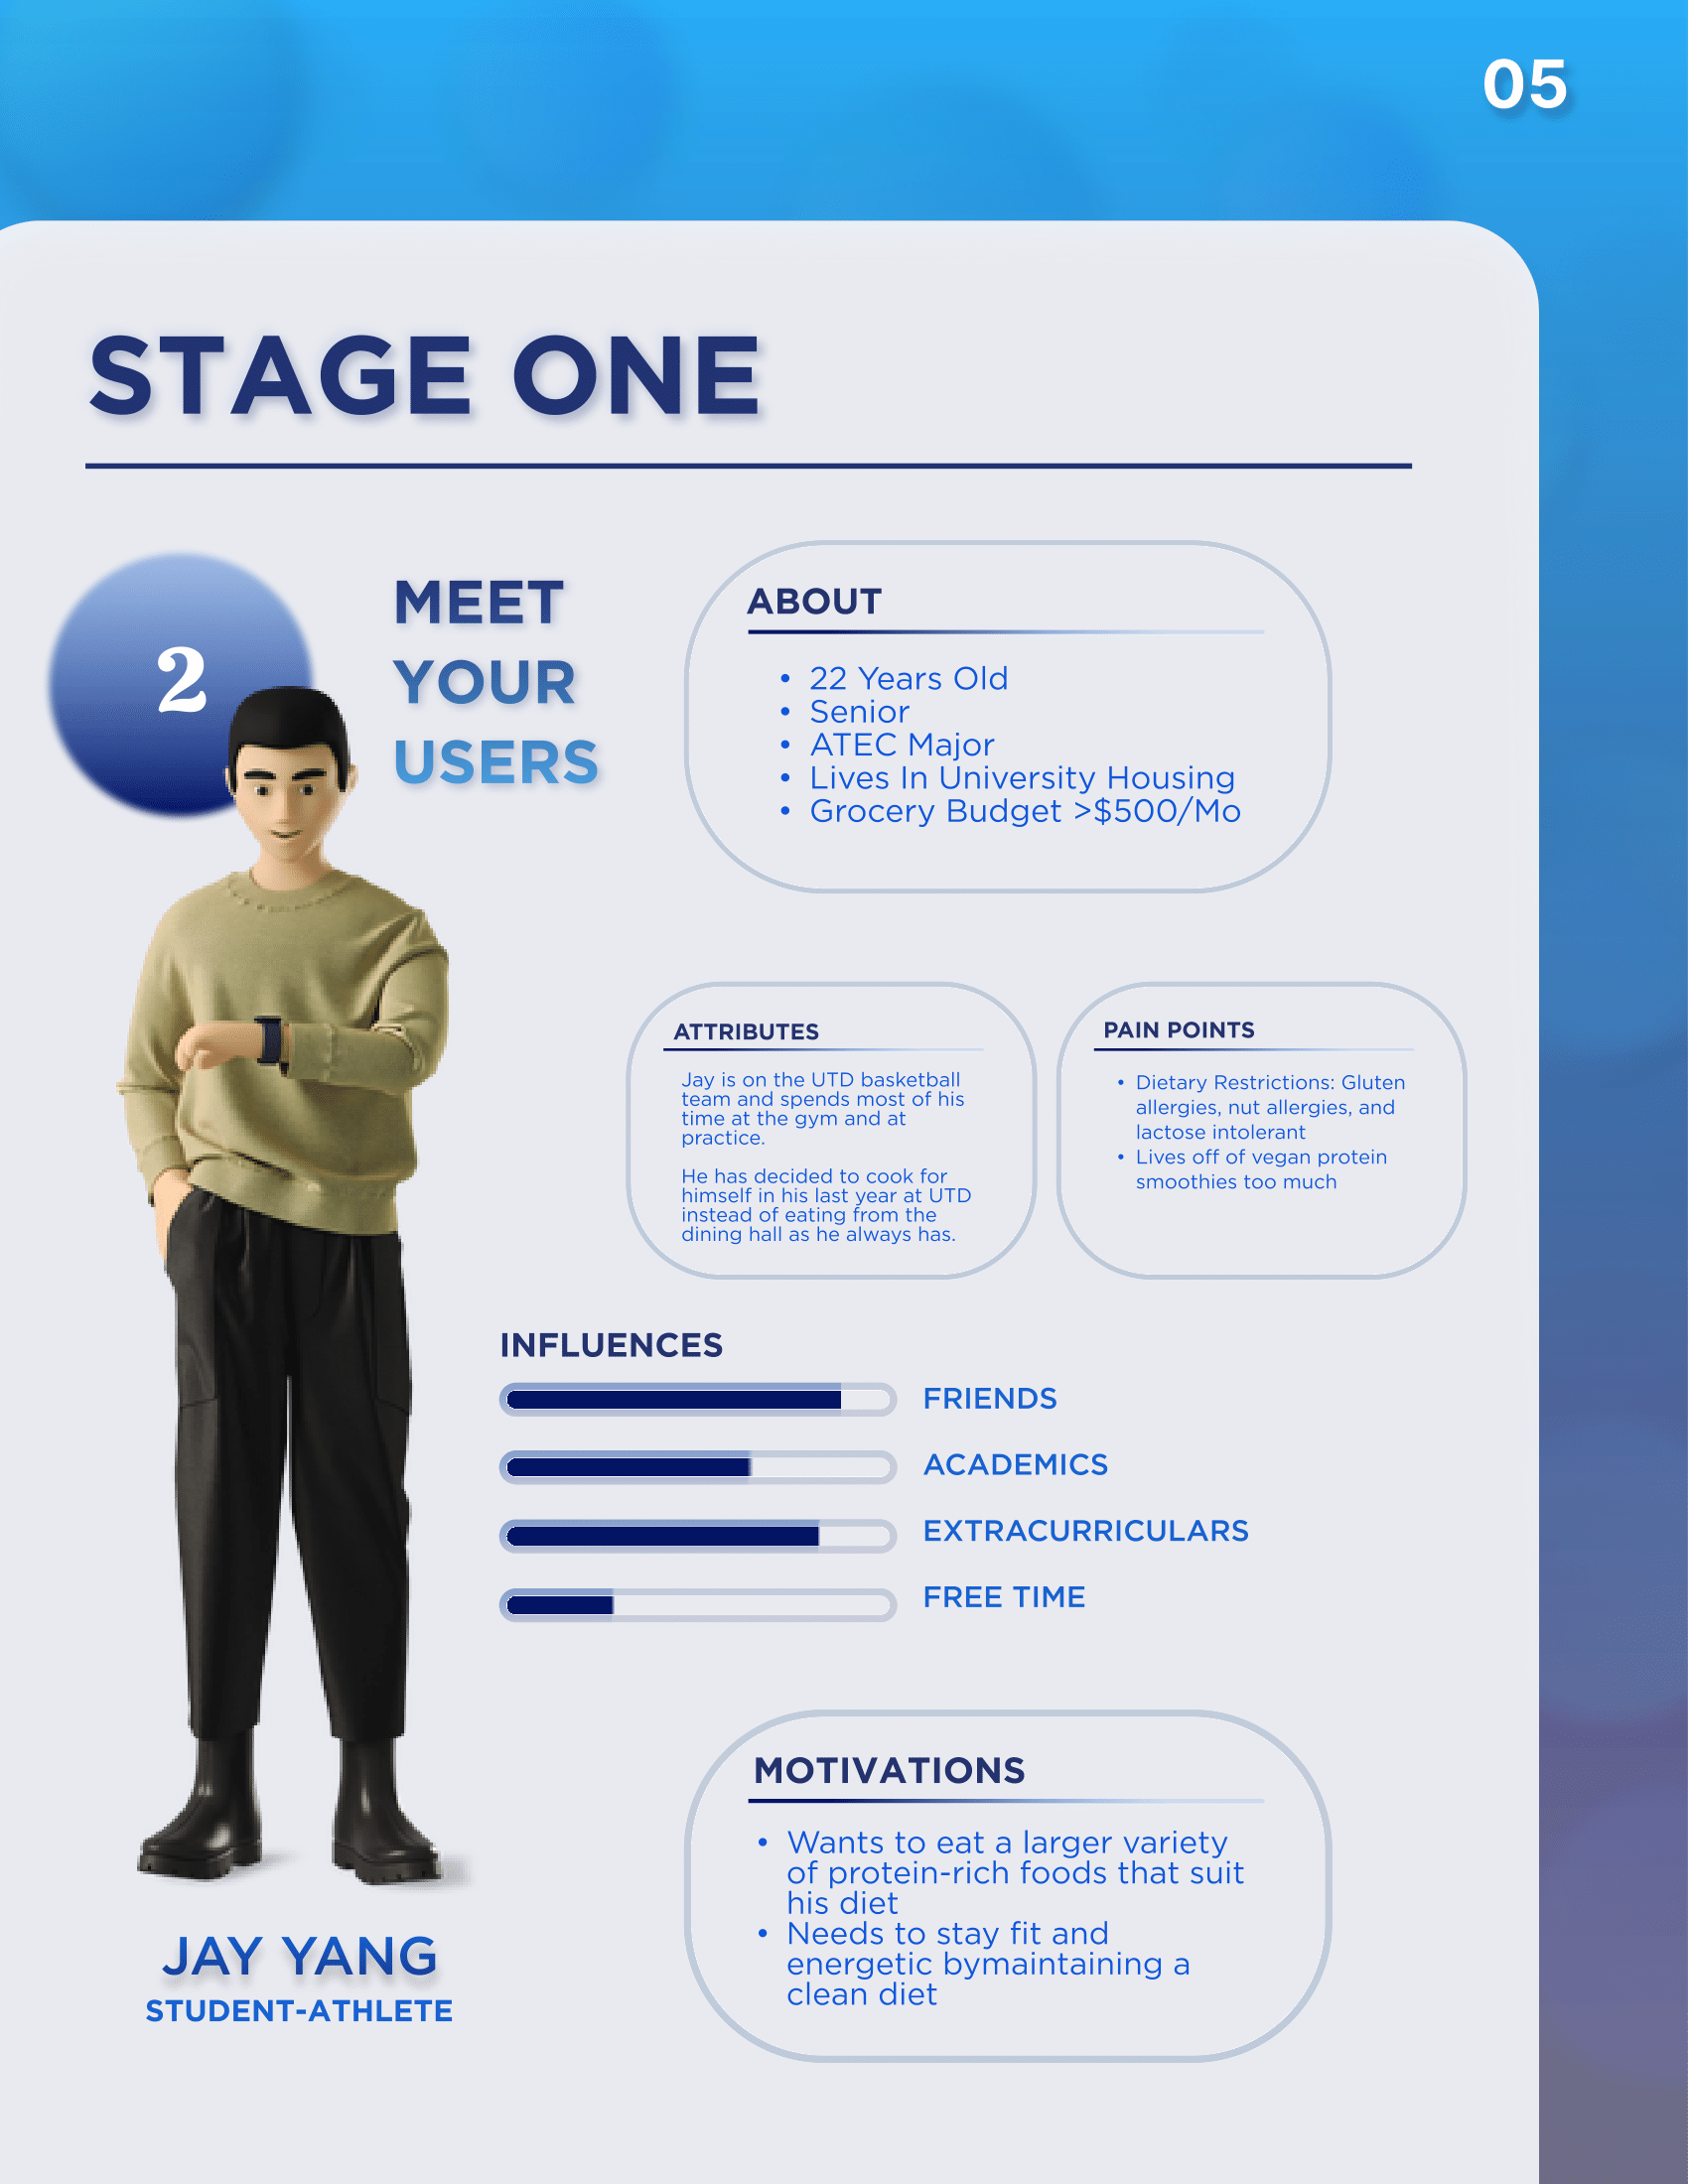 05
STAGE ONE
2
MEET
YOUR
USERS
ABOUT
• 22 Years Old
• Senior
• ATEC Major
• Lives In University Housing
• Grocery Budget >$500/Mo
ATTRIBUTES
Jay is on the UTD basketball
team and spends most of his
time at the gym and at
practice.
He has decided to cook for
himself in his last year at UTD
instead of eating from the
dining hall as he always has.
PAIN POINTS
• Dietary Restrictions: Gluten
allergies, nut allergies, and
lactose intolerant
• Lives off of vegan protein
smoothies too much
INFLUENCES
FRIENDS
ACADEMICS
EXTRACURRICULARS
FREE TIME
MOTIVATIONS
• Wants to eat a larger variety
of protein-rich foods that suit
his diet
• Needs to stay fit and
energetic bymaintaining a
clean diet
JAY YANG
STUDENT-ATHLETE